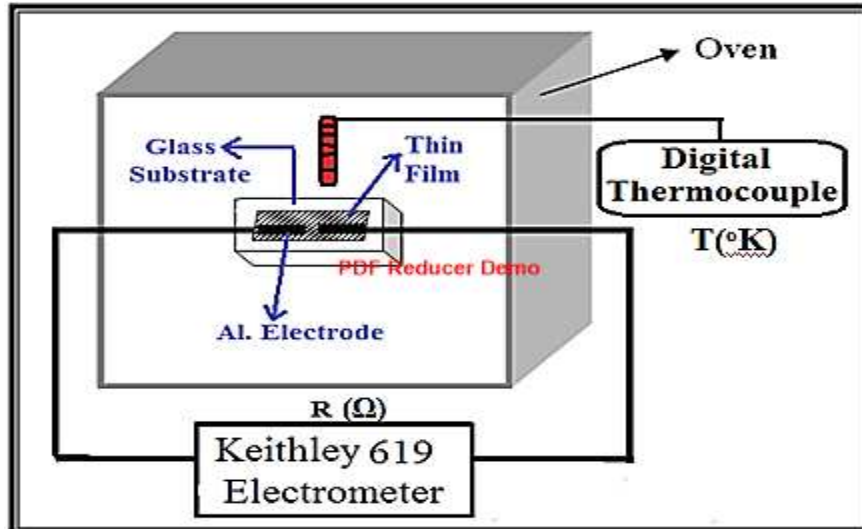 Oven
Glass
Substrate
Thin
Film
Digital
Thermocouple
T(°K)
PDF Reducer Demo
Al. Electrode
R (Ω)
Keithley 619
Electrometer